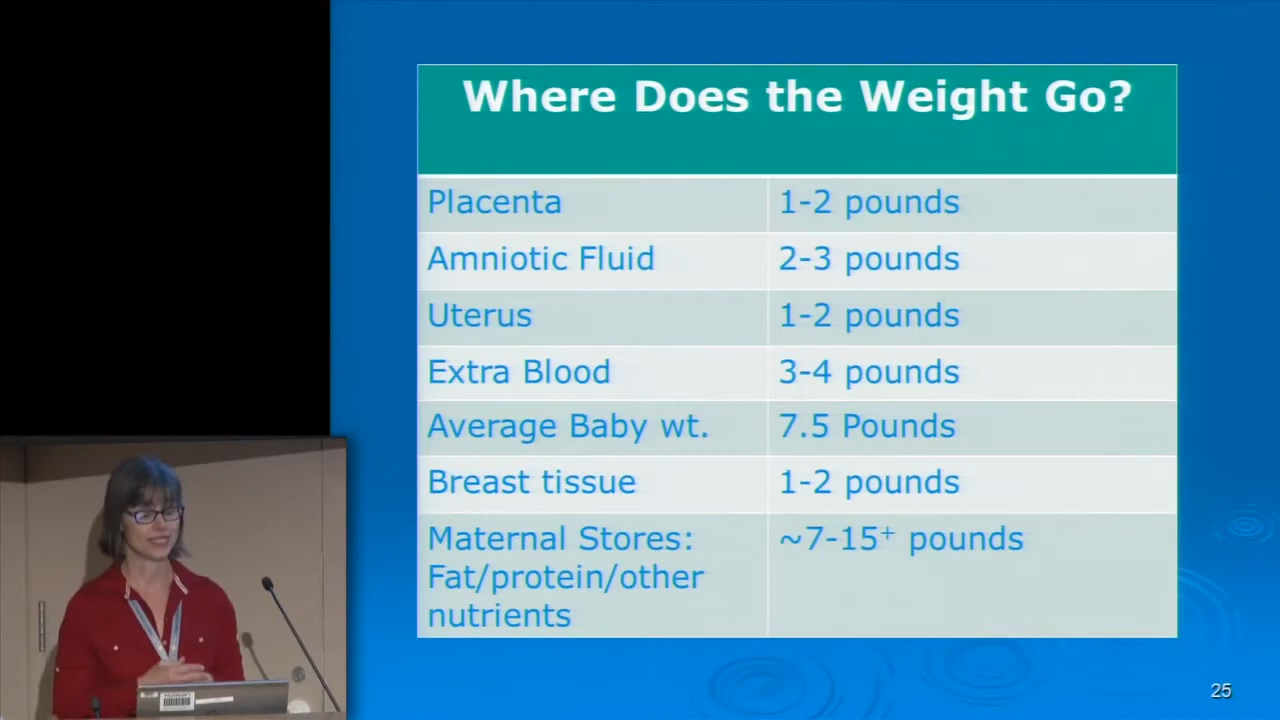 Where Does the Weight Go?
Placenta 1-2 pounds
Amniotic Fluid 2-3 pounds
Uterus 1-2 pounds
Extra Blood 3-4 pounds
Average Baby wt. 7.5 Pounds
Breast tissue 1-2 pounds
Maternal Stores: ~7-15⁺ pounds
Fat/protein/other
nutrients
25